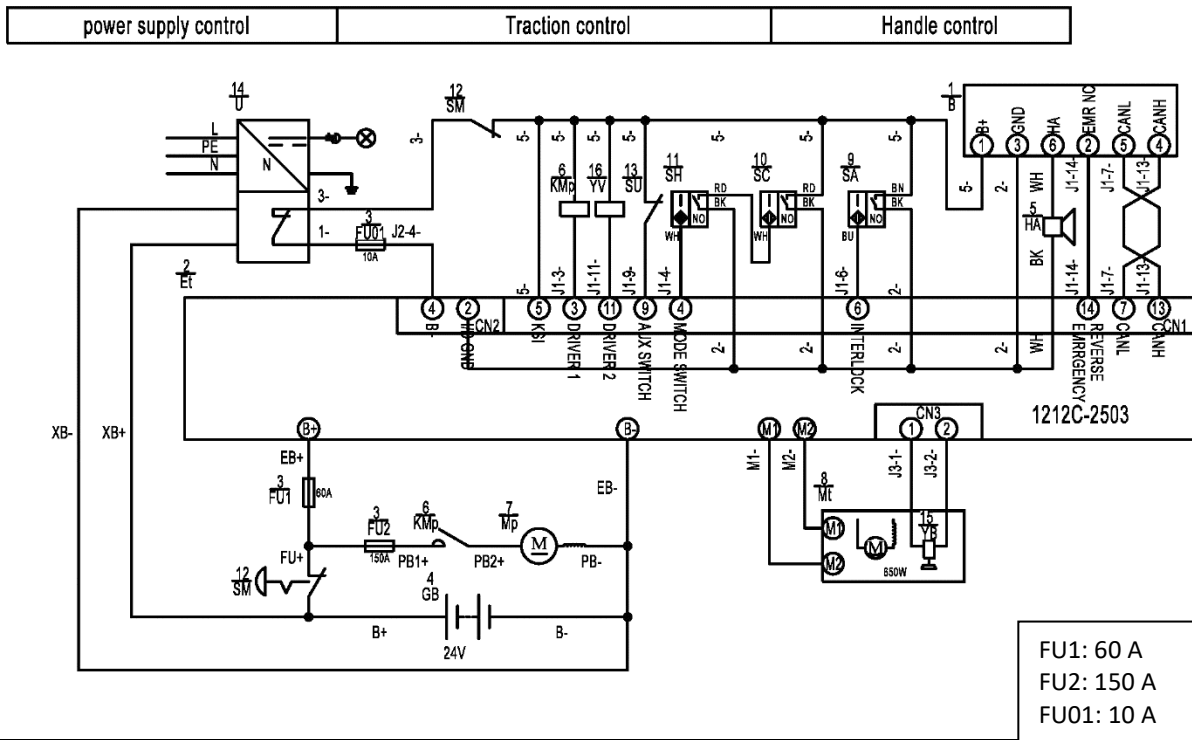 power supply control Traction control Handle control
14
U
12
SM
1
B
L
PE
N
N
3-
3-
1-
3
FU01
10A
J2-4-
5- 5- 5- 5- 5- 5- 5- 5- 2-
6
KMp
16
YV
13
SU
11
SH
10
SC
9
SA
RD
BK
NO
WH
RD
BK
NO
WH
BN
BK
NO
BU
B+ GND HA EMR NO CANL CANH
1 3 6 2 5 4
WH J1-14- J1-7- J1-13-
5
HA
BK J1-14- J1-7- J1-13-
2
Et
5- J1-3- J1-11- J1-9- J1-4- J1-6- 2-
4 2 5 3 11 9 4 6 14 7 13
B- CN2 KSI DRIVER 1 DRIVER 2 AUX SWITCH MODE SWITCH INTERLOCK CANL CANH CN1
REVERSE
EMRRGENCY
2- 2- 2- 2- WH
1212C-2503
XB- XB+
B+ B- M1 M2
CN3
1 2
EB+
EB-
M1- M2- J3-1- J3-2-
3
FU1
60A
3
FU2
150A
6
KMp
7
Mp
M
PB1+ PB2+ PB-
FU+
12
SM
4
GB
B+ B-
24V
8
Mt
M1
M2
M
650W
15
YB
FU1: 60 A
FU2: 150 A
FU01: 10 A